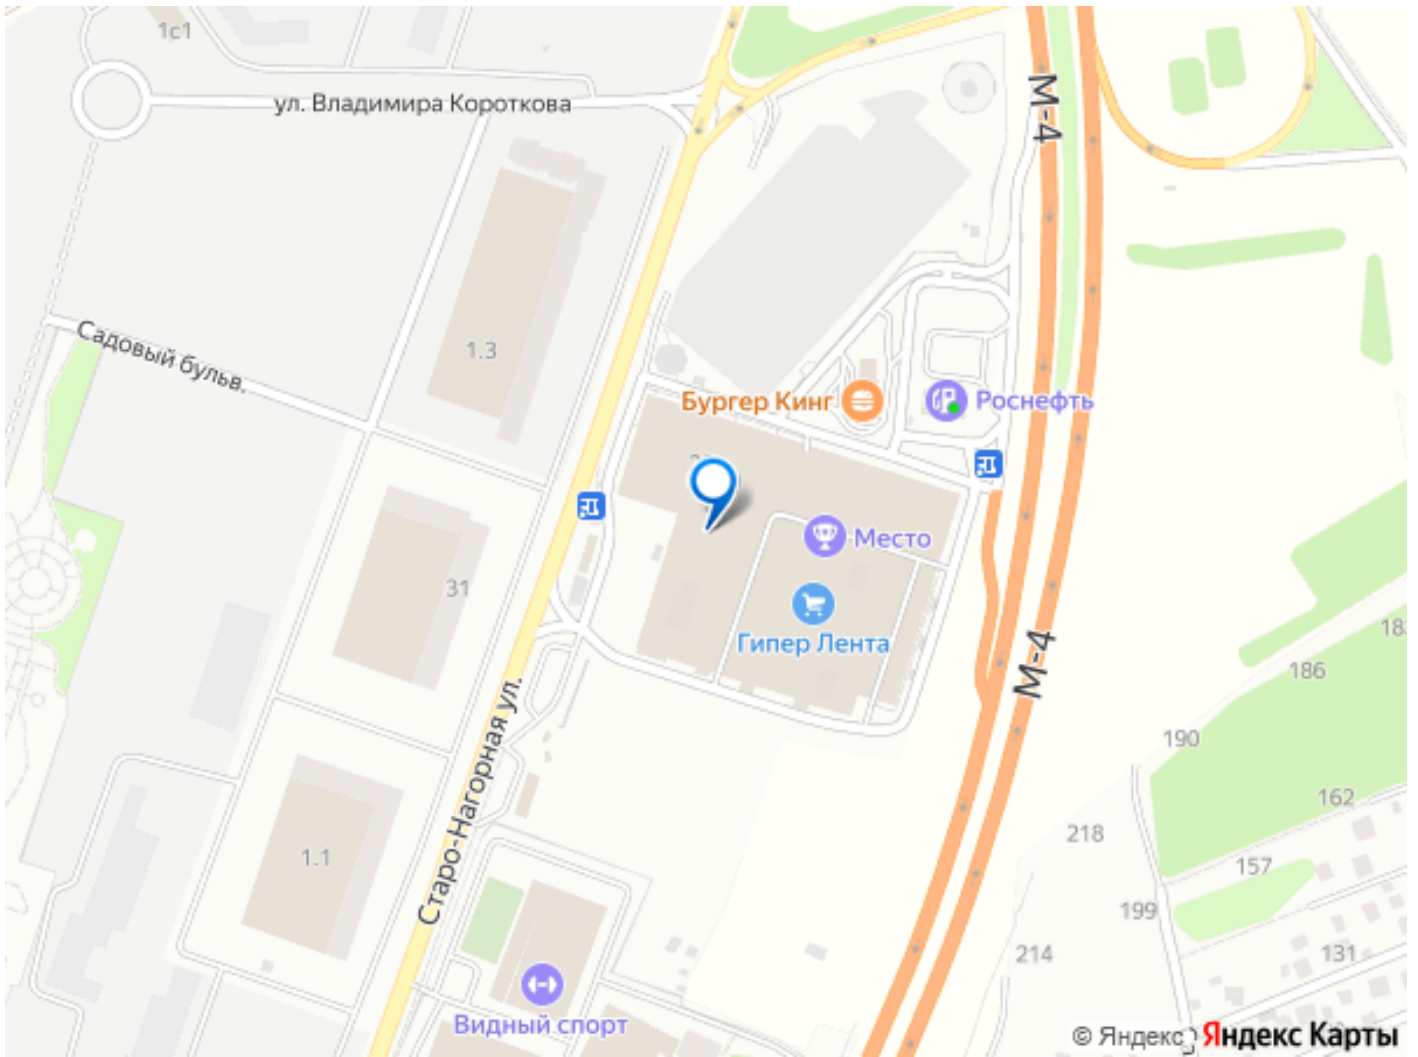 1с1
ул. Владимира Короткова
М-4
Садовый бульв.
1.3
Бургер Кинг
Роснефть
Место
31
Гипер Лента
М-4
186
190
Старо-Нагорная ул.
162
218
157
1.1
199
214
131
Видный спорт
© Яндекс
Яндекс Карты